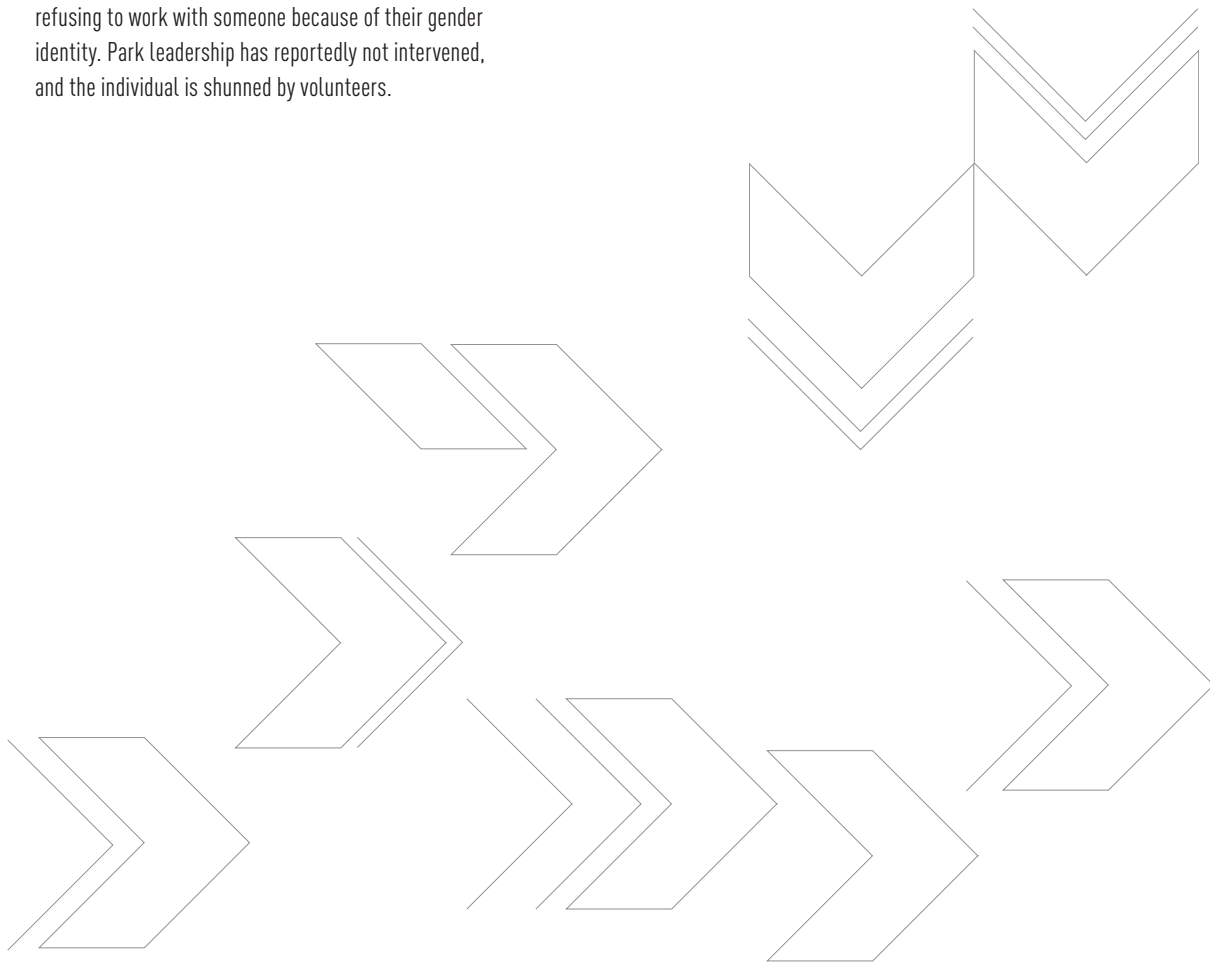 refusing to work with someone because of their gender
identity. Park leadership has reportedly not intervened,
and the individual is shunned by volunteers.